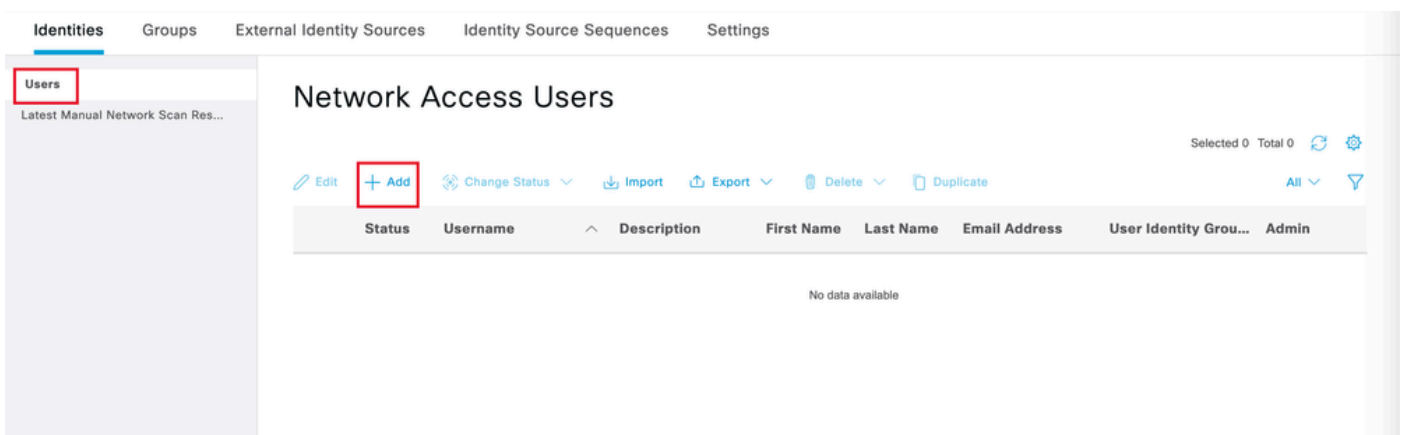 Identities Groups External Identity Sources Identity Source Sequences Settings
Users
Latest Manual Network Scan Res...
Network Access Users
Selected 0 Total 0
Edit + Add Change Status Import Export Delete Duplicate All
Status Username Description First Name Last Name Email Address User Identity Grou... Admin
No data available